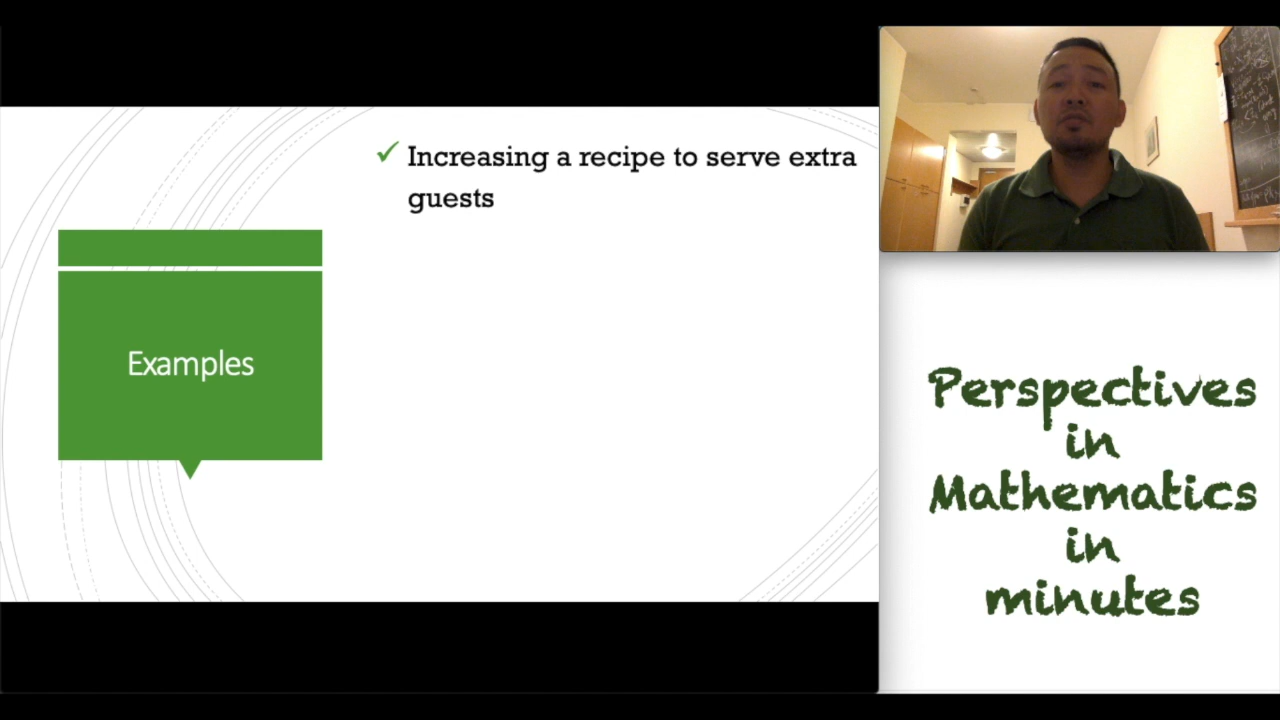 Increasing a recipe to serve extra
guests
Examples
Perspectives
in
Mathematics
in
minutes